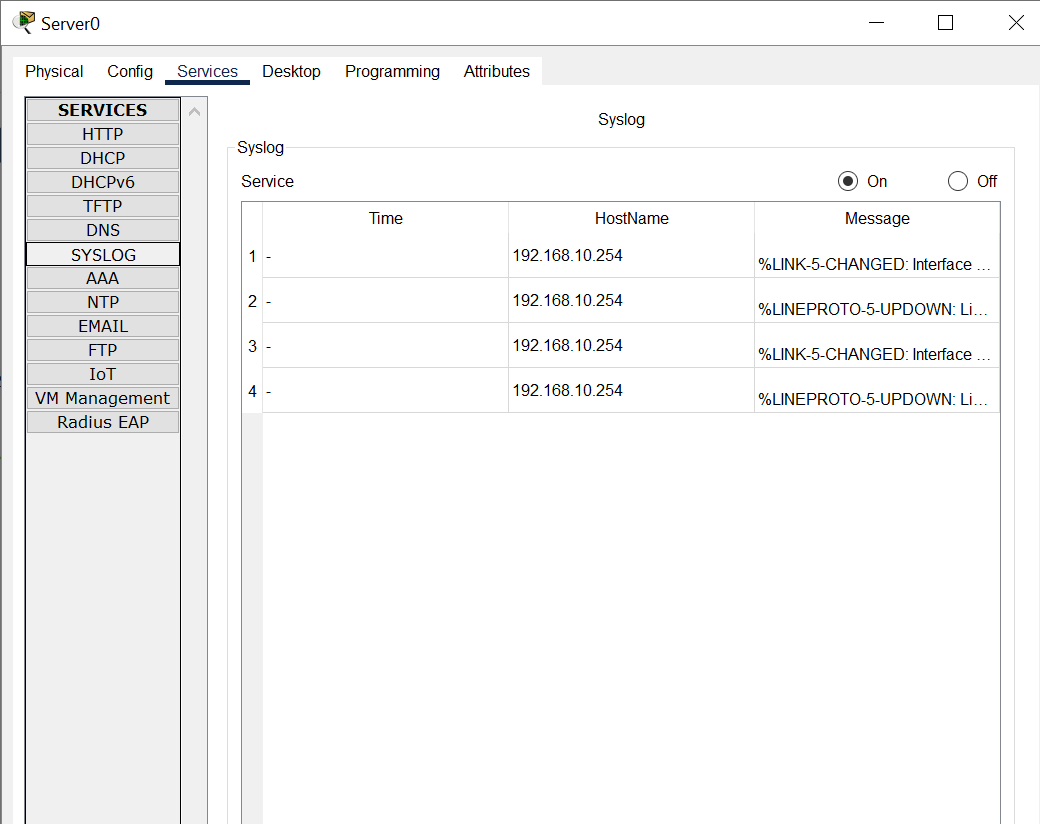 Server0
Physical Config Services Desktop Programming Attributes
SERVICES
HTTP
DHCP
DHCPv6
TFTP
DNS
SYSLOG
AAA
NTP
EMAIL
FTP
IoT
VM Management
Radius EAP
Syslog
Syslog
Service On Off
Time HostName Message
1 - 192.168.10.254 %LINK-5-CHANGED: Interface ...
2 - 192.168.10.254 %LINEPROTO-5-UPDOWN: Li...
3 - 192.168.10.254 %LINK-5-CHANGED: Interface ...
4 - 192.168.10.254 %LINEPROTO-5-UPDOWN: Li...